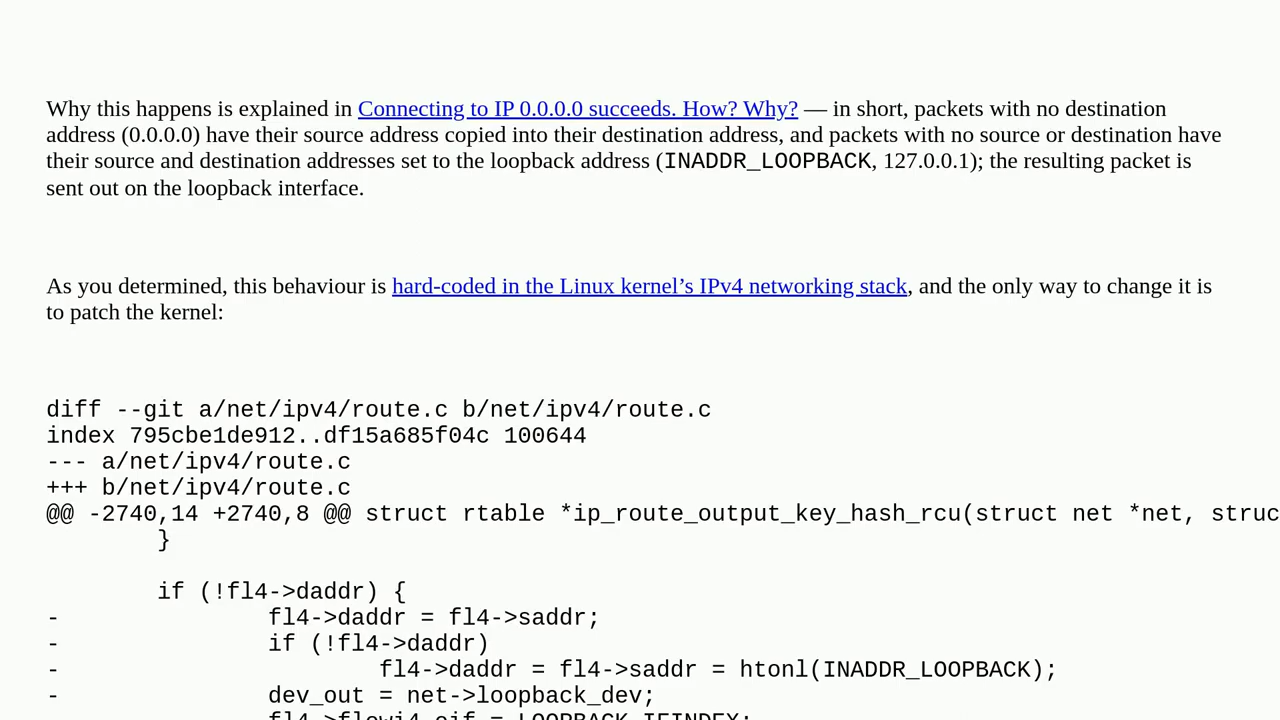 Why this happens is explained in Connecting to IP 0.0.0.0 succeeds. How? Why? — in short, packets with no destination
address (0.0.0.0) have their source address copied into their destination address, and packets with no source or destination have
their source and destination addresses set to the loopback address (INADDR_LOOPBACK, 127.0.0.1); the resulting packet is
sent out on the loopback interface.
As you determined, this behaviour is hard-coded in the Linux kernel’s IPv4 networking stack, and the only way to change it is
to patch the kernel:
diff --git a/net/ipv4/route.c b/net/ipv4/route.c
index 795cbe1de912..df15a685f04c 100644
--- a/net/ipv4/route.c
+++ b/net/ipv4/route.c
@@ -2740,14 +2740,8 @@ struct rtable *ip_route_output_key_hash_rcu(struct net *net, struc
        }
        if (!fl4->daddr) {
-               fl4->daddr = fl4->saddr;
-               if (!fl4->daddr)
-                       fl4->daddr = fl4->saddr = htonl(INADDR_LOOPBACK);
-               dev_out = net->loopback_dev;
                fl4->flowi4_oif = LOOPBACK_IFINDEX;